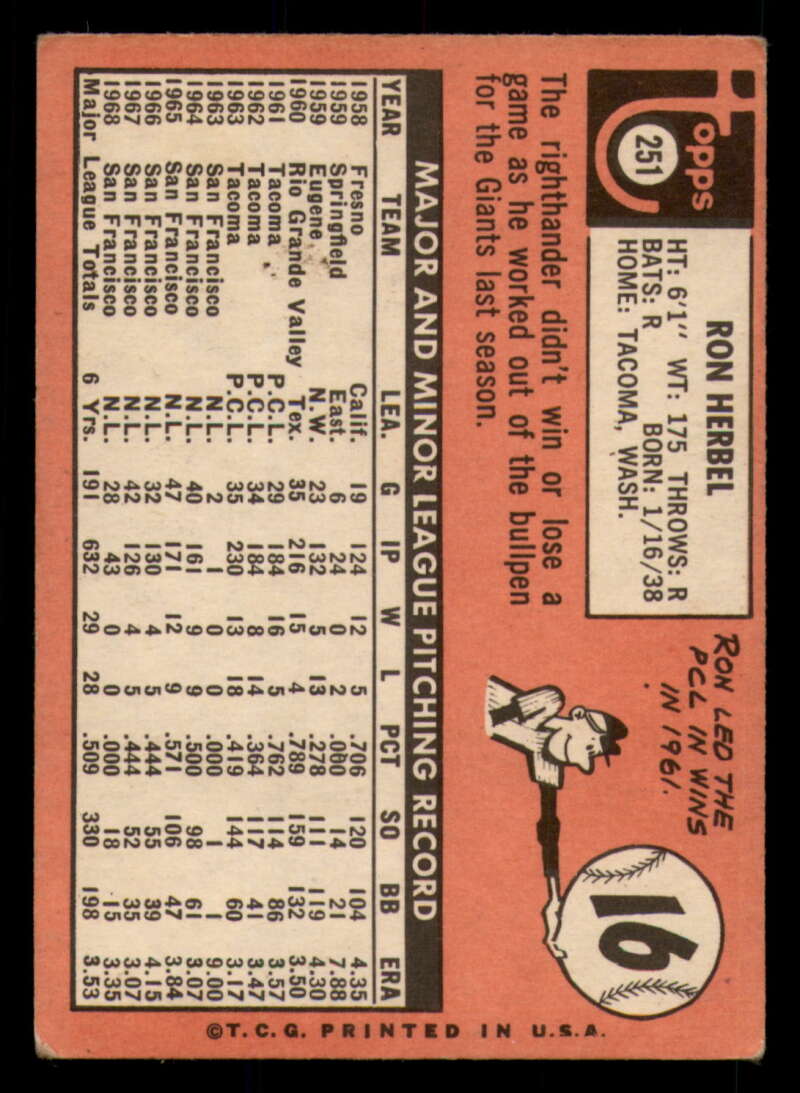 Topps
251
RON HERBEL
HT: 6'1" WT: 175 THROWS: R
BATS: R BORN: 1/16/38
HOME: TACOMA, WASH.
The righthander didn't win or lose a
game as he worked out of the bullpen
for the Giants last season.
RON LED THE
PCL IN WINS
IN 1961.
16
MAJOR AND MINOR LEAGUE PITCHING RECORD
YEAR TEAM LEA. G IP W L PCT SO BB ERA
1958 Fresno Calif. 19 124 12 5 .706 120 104 4.35
1959 Springfield East. 6 24 0 2 .000 14 21 7.88
1959 Eugene N.W. 23 132 5 13 .278 111 119 4.30
1960 Rio Grande Valley Tex. 35 216 15 4 .789 159 132 3.50
1961 Tacoma P.C.L. 29 184 16 5 .762 114 86 3.57
1962 Tacoma P.C.L. 34 184 8 14 .364 117 41 3.47
1963 Tacoma P.C.L. 35 230 13 18 .419 144 60 3.17
1963 San Francisco N.L. 2 1 0 0 .000 1 1 9.00
1964 San Francisco N.L. 40 161 9 9 .500 98 61 3.07
1965 San Francisco N.L. 47 171 12 9 .571 106 47 3.84
1966 San Francisco N.L. 32 130 4 5 .444 55 39 4.15
1967 San Francisco N.L. 42 126 4 5 .444 52 35 3.07
1968 San Francisco N.L. 28 43 0 0 .000 18 15 3.35
Major League Totals 6 Yrs. 191 632 29 28 .509 330 198 3.53
©T.C.G. PRINTED IN U.S.A.